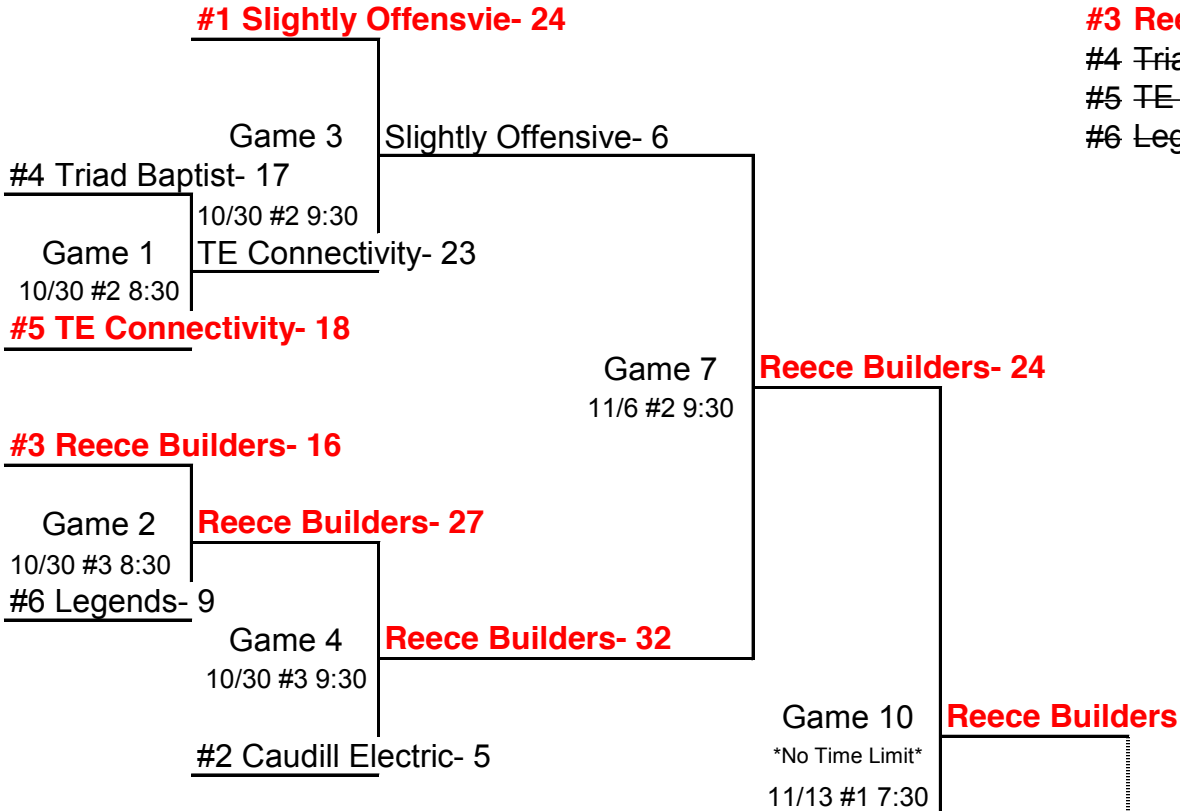 #1 Slightly Offensvie- 24
#3
#4
#5 TE
#6
Game 3
Slightly Offensive- 6
#4 Triad Baptist- 17
10/30 #2 9:30
Game 1
TE Connectivity- 23
10/30 #2 8:30
#5 TE Connectivity- 18
Game 7
Reece Builders- 24
11/6 #2 9:30
#3 Reece Builders- 16
Game 2
Reece Builders- 27
10/30 #3 8:30
#6 Legends- 9
Game 4
Reece Builders- 32
10/30 #3 9:30
Game 10
Reece Builders
#2 Caudill Electric- 5
*No Time Limit*
11/13 #1 7:30